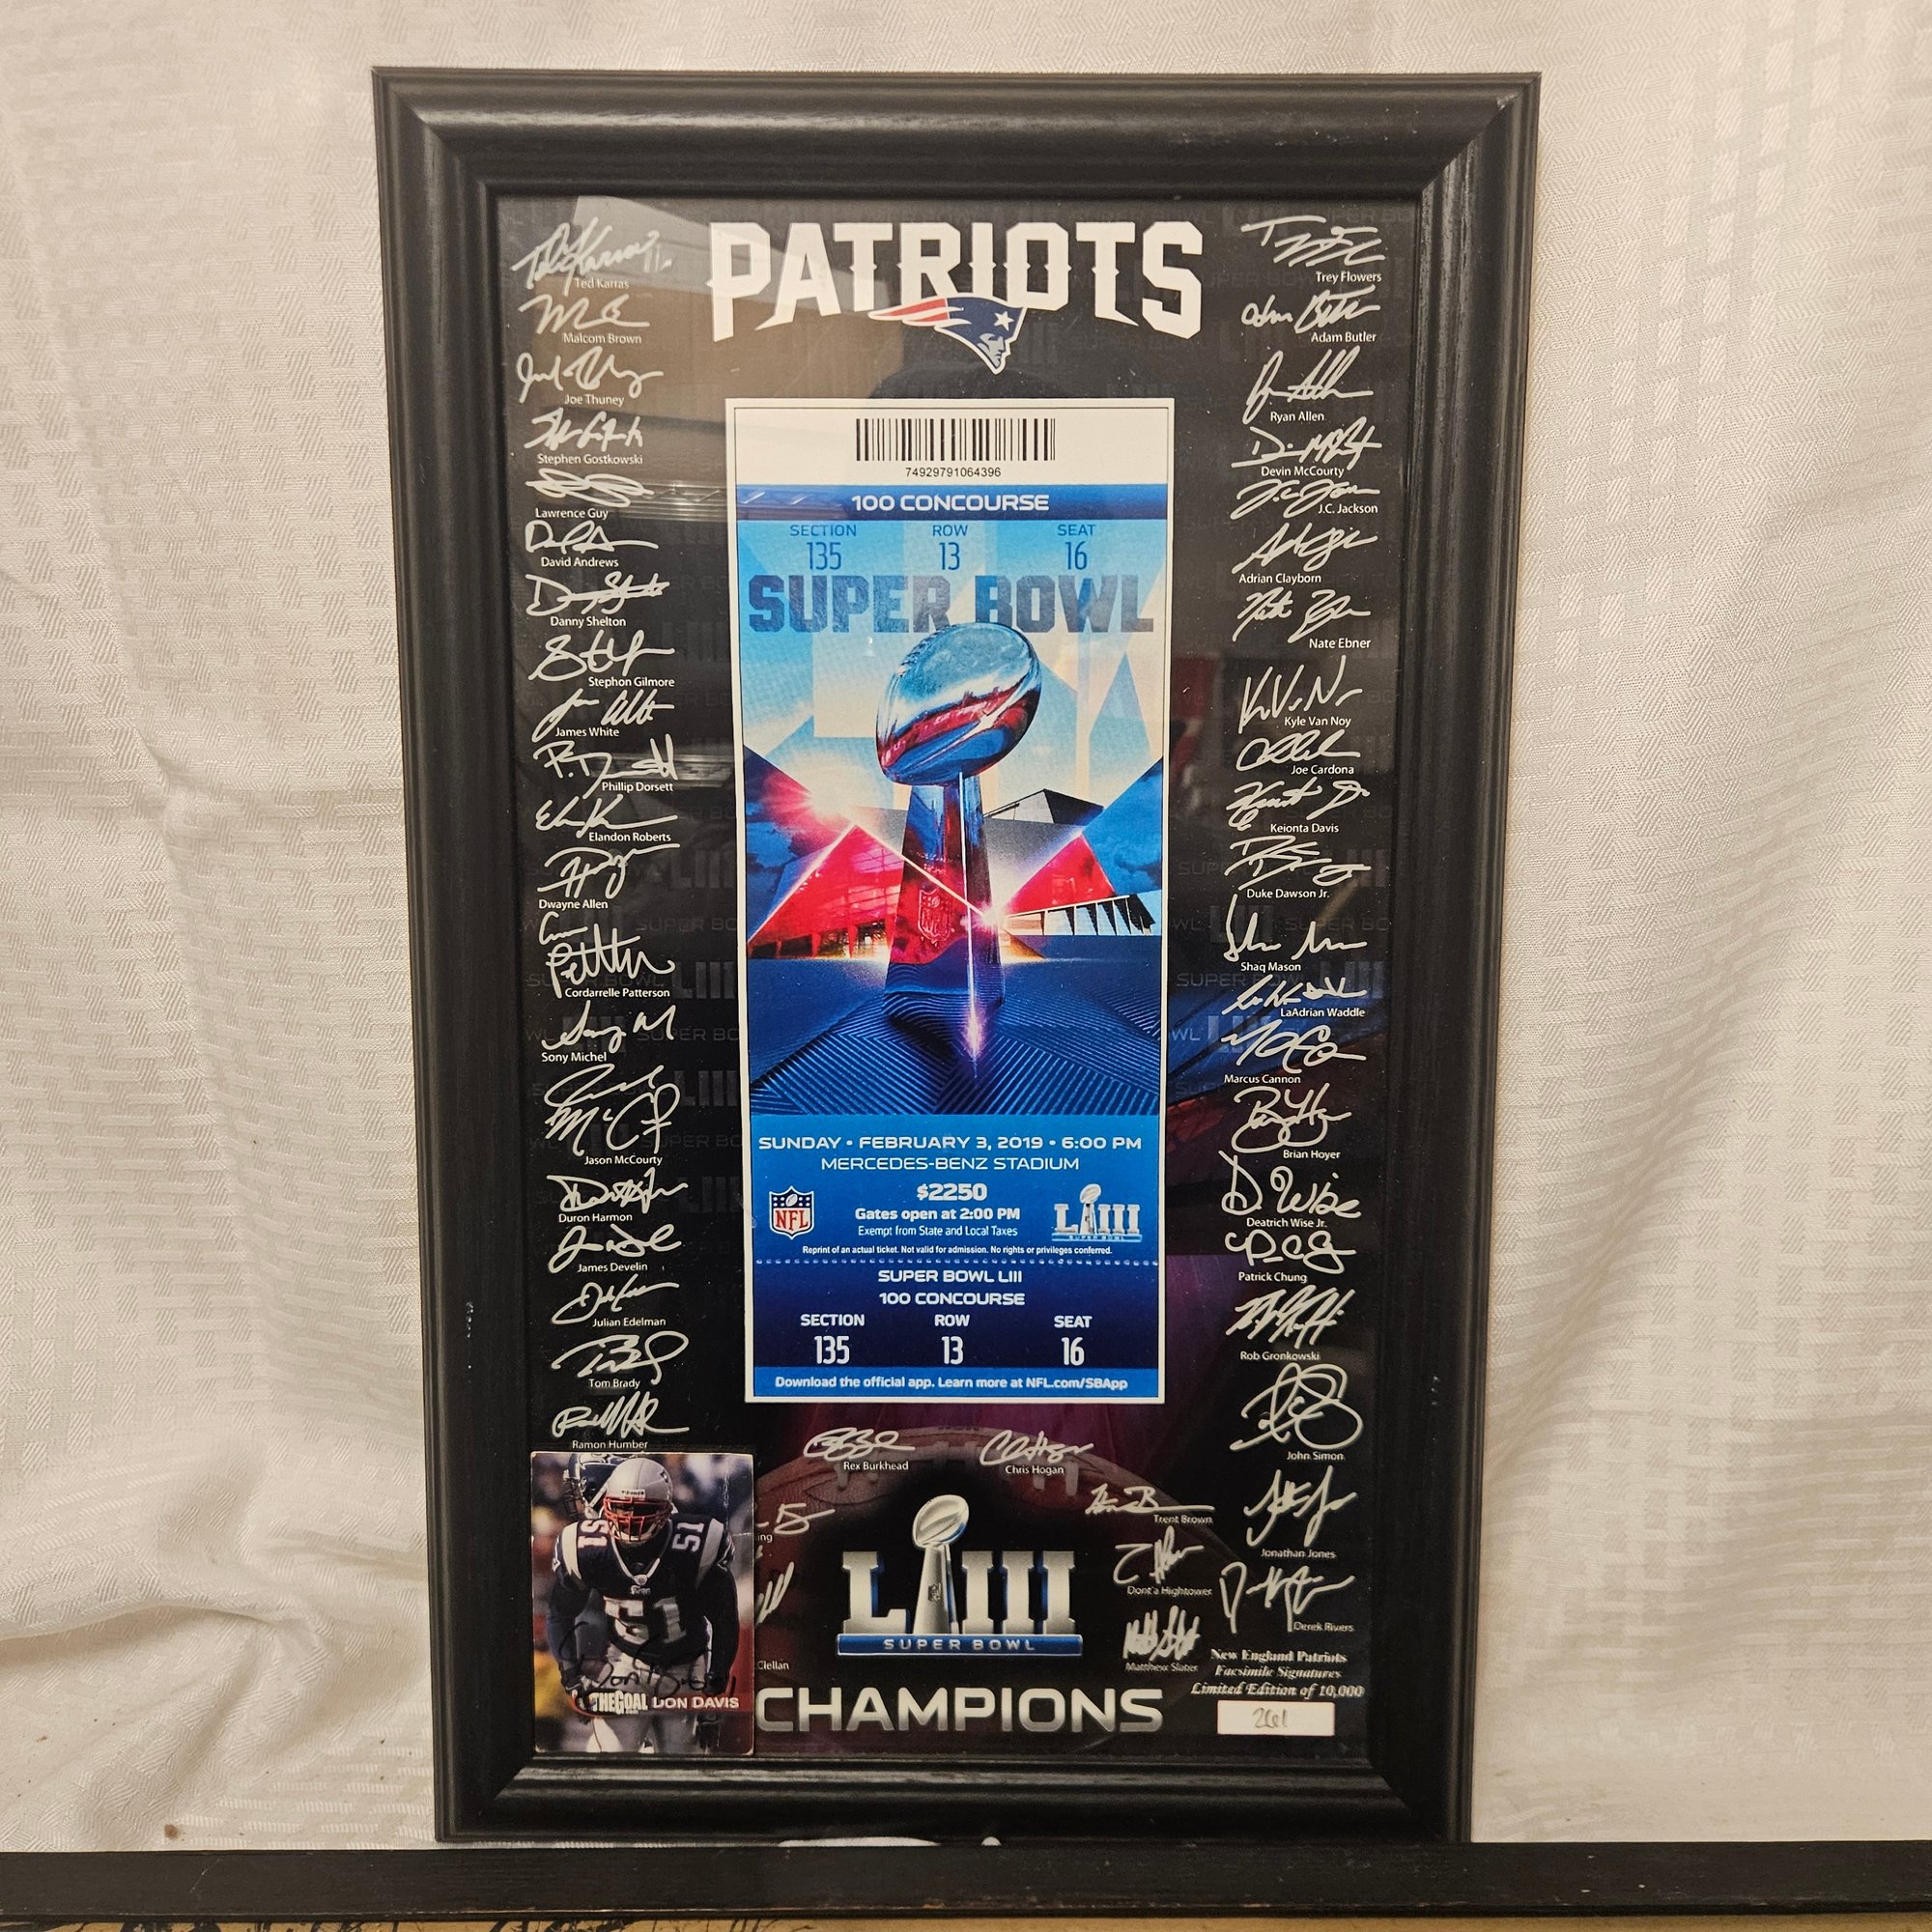 PATRIOTS
Ted Karras
Malcom Brown
Joe Thuney
Stephen Gostkowski
Lawrence Guy
David Andrews
Danny Shelton
Stephon Gilmore
James White
Phillip Dorsett
Elandon Roberts
Dwayne Allen
Cordarrelle Patterson
Sony Michel
Jason McCourty
Duron Harmon
James Develin
Julian Edelman
Tom Brady
Ramon Humber
74929791064396
100 CONCOURSE
SECTION ROW SEAT
135 13 16
SUPER BOWL
NFL
SUNDAY • FEBRUARY 3, 2019 • 6:00 PM
MERCEDES-BENZ STADIUM
$2250
Gates open at 2:00 PM
Exempt from State and Local Taxes
NFL
LIII
SUPER BOWL
Reprint of an actual ticket. Not valid for admission. No rights or privileges conferred.
SUPER BOWL LIII
100 CONCOURSE
SECTION ROW SEAT
135 13 16
Download the official app. Learn more at NFL.com/SBApp
Trey Flowers
Adam Butler
Ryan Allen
Devin McCourty
J.C. Jackson
Adrian Clayborn
Nate Ebner
Kyle Van Noy
Joe Cardona
Keionta Davis
Duke Dawson Jr.
Shaq Mason
LaAdrian Waddle
Marcus Cannon
Brian Hoyer
Deatrich Wise Jr.
Patrick Chung
Rob Gronkowski
John Simon
Jonathan Jones
Derek Rivers
Rex Burkhead
Chris Hogan
Trent Brown
Dont'a Hightower
Matthew Slater
ing
Clellan
51
51
51
THEGOAL DON DAVIS
LIII
SUPER BOWL
CHAMPIONS
New England Patriots
Facsimile Signatures
Limited Edition of 10,000
261